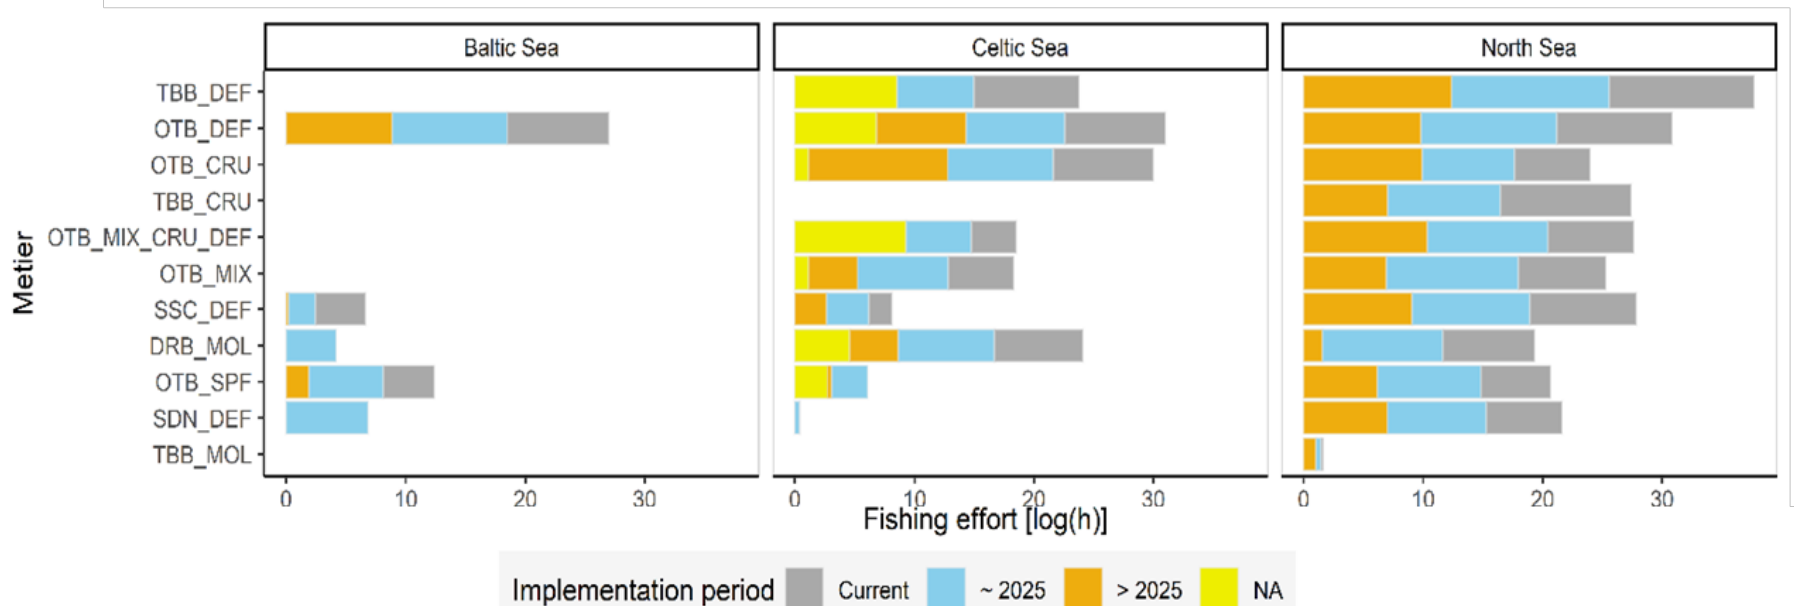 Baltic Sea
Celtic Sea
North Sea
Metier
TBB_DEF
OTB_DEF
OTB_CRU
TBB_CRU
OTB_MIX_CRU_DEF
OTB_MIX
SSC_DEF
DRB_MOL
OTB_SPF
SDN_DEF
TBB_MOL
0 10 20 30
0 10 20 30
0 10 20 30
Fishing effort [log(h)]
Implementation period Current ~ 2025 > 2025 NA